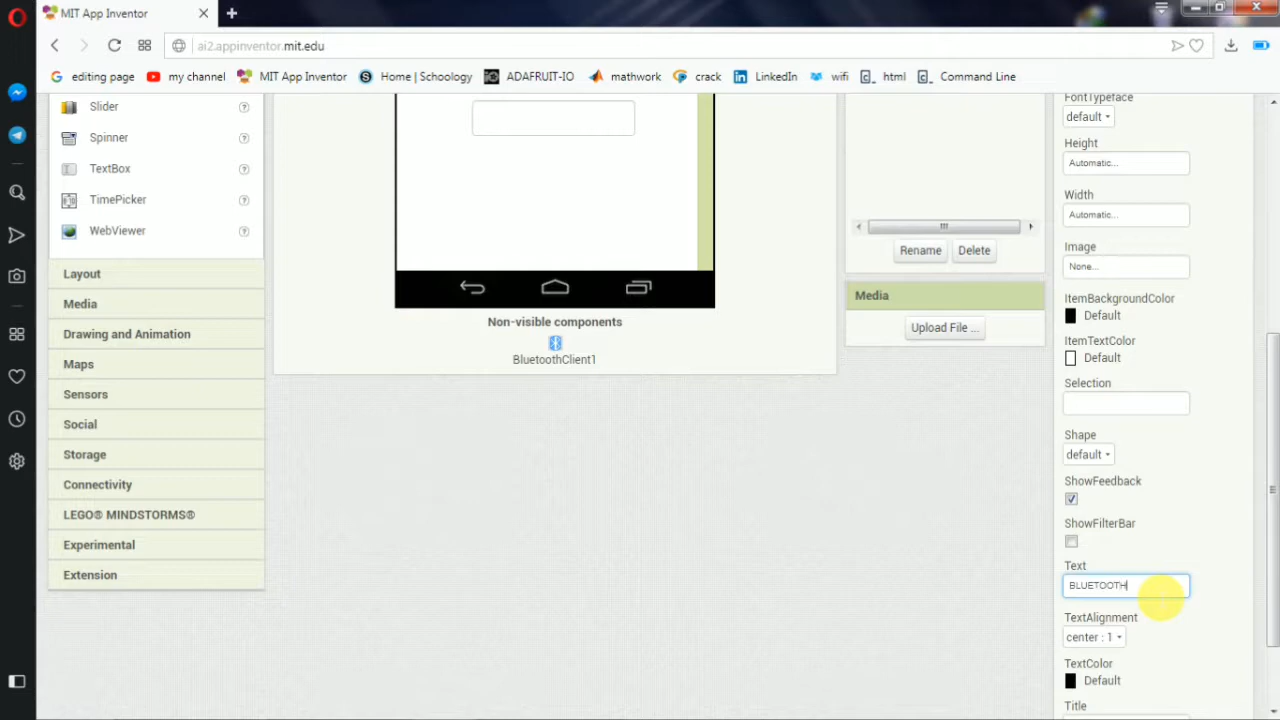 MIT App Inventor
ai2.appinventor.mit.edu
editing page
my channel
MIT App Inventor
Home | Schoology
ADAFRUIT-IO
mathwork
crack
LinkedIn
wifi
html
Command Line
Slider
Spinner
TextBox
TimePicker
WebViewer
Layout
Media
Drawing and Animation
Maps
Sensors
Social
Storage
Connectivity
LEGO® MINDSTORMS®
Experimental
Extension
Non-visible components
BluetoothClient1
Rename
Delete
Media
Upload File ...
FontTypeface
default
Height
Automatic...
Width
Automatic...
Image
None...
ItemBackgroundColor
Default
ItemTextColor
Default
Selection
Shape
default
ShowFeedback
ShowFilterBar
Text
BLUETOOTH
TextAlignment
center : 1
TextColor
Default
Title